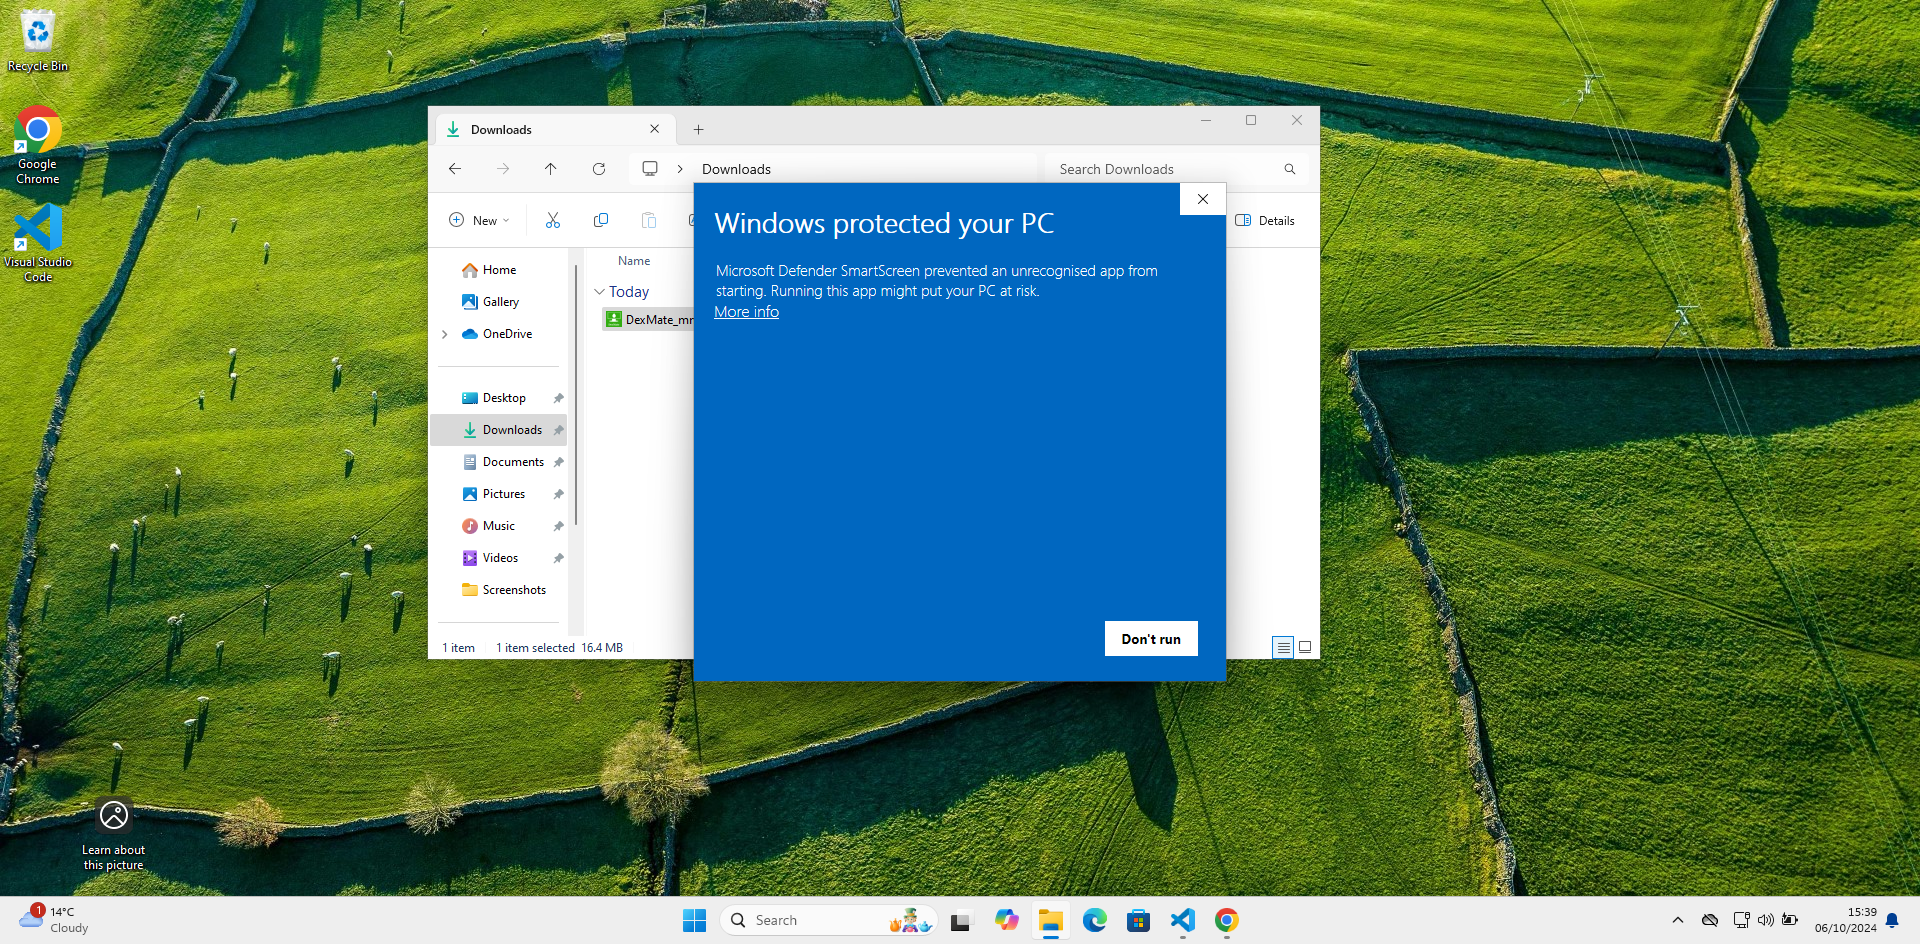 Recycle Bin
Google
Chrome
Visual Studio
Code
Learn about
this picture
Downloads
Downloads
Search Downloads
New
Details
Home
Gallery
OneDrive
Desktop
Downloads
Documents
Pictures
Music
Videos
Screenshots
Name
Today
DexMate_
1 item
1 item selected 16.4 MB
Windows protected your PC
Microsoft Defender SmartScreen prevented an unrecognised app from
starting. Running this app might put your PC at risk.
More info
Don't run
1
14°C
Cloudy
Search
15:39
06/10/2024